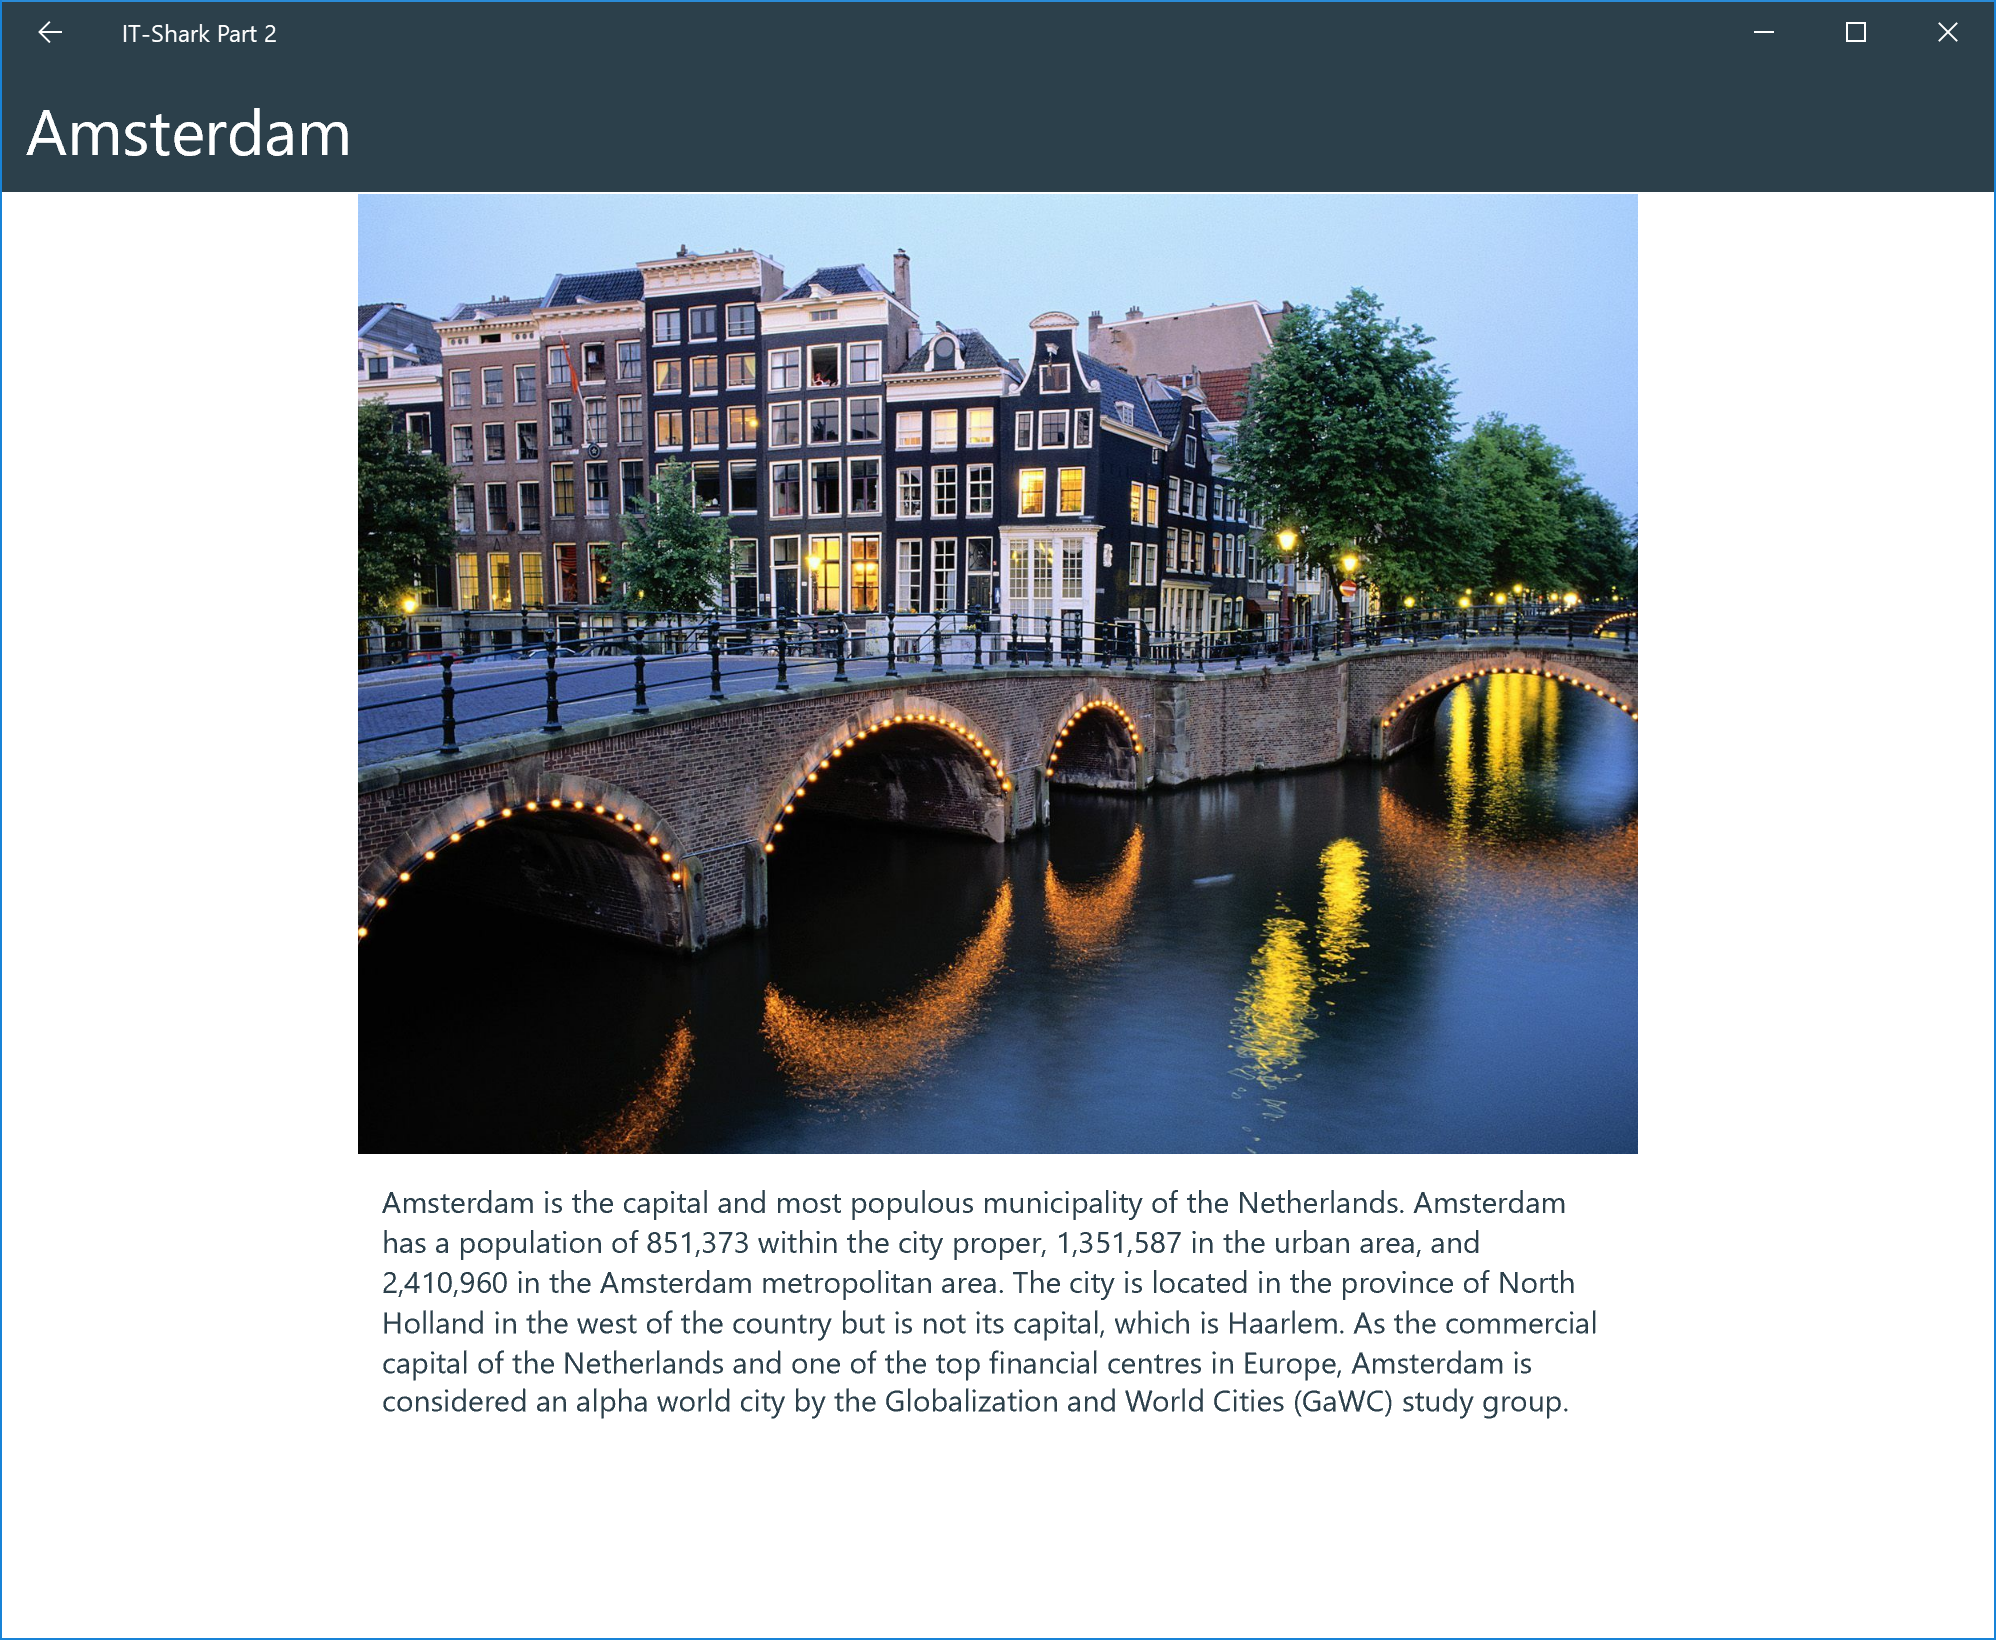 IT-Shark Part 2
Amsterdam
Amsterdam is the capital and most populous municipality of the Netherlands. Amsterdam
has a population of 851,373 within the city proper, 1,351,587 in the urban area, and
2,410,960 in the Amsterdam metropolitan area. The city is located in the province of North
Holland in the west of the country but is not its capital, which is Haarlem. As the commercial
capital of the Netherlands and one of the top financial centres in Europe, Amsterdam is
considered an alpha world city by the Globalization and World Cities (GaWC) study group.